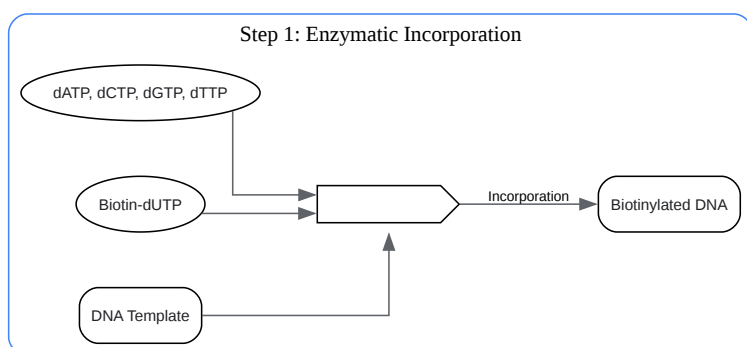 Step 1: Enzymatic Incorporation
dATP, dCTP, dGTP, dTTP
Biotin-dUTP
Incorporation
Biotinylated DNA
DNA Template